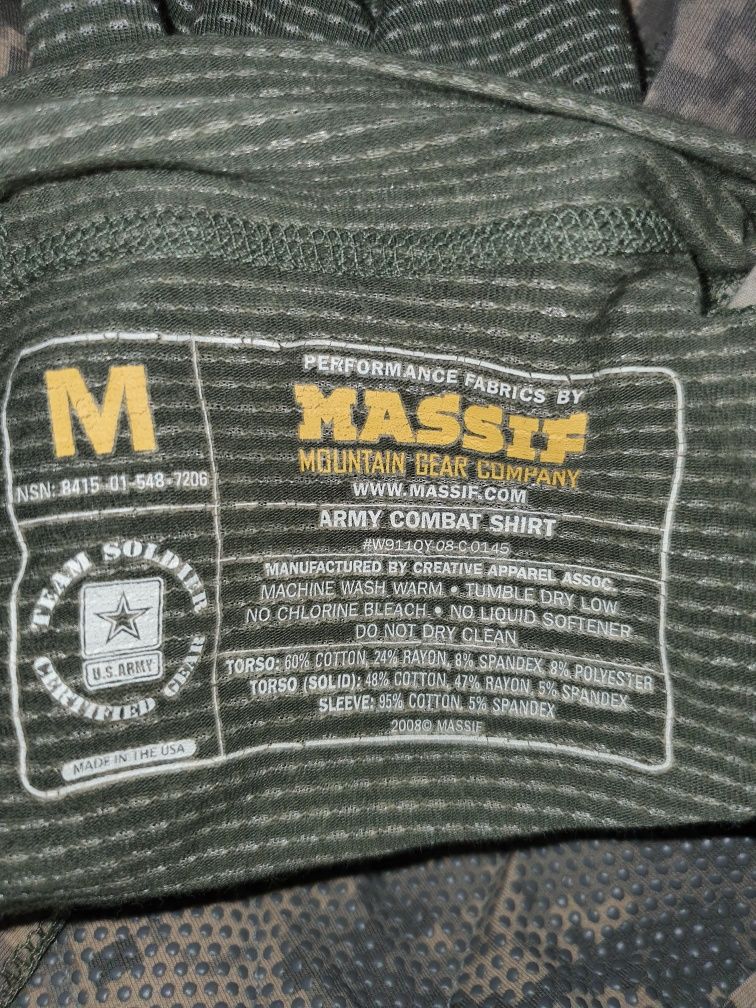 M
NSN: 8415-01-548-7206
TEAM SOLDIER
U.S. ARMY
CERTIFIED GEAR
MADE IN THE USA
PERFORMANCE FABRICS BY
MASSIF
MOUNTAIN GEAR COMPANY
WWW.MASSIF.COM
ARMY COMBAT SHIRT
#W911QY-08-C-0145
MANUFACTURED BY CREATIVE APPAREL ASSOC.
MACHINE WASH WARM • TUMBLE DRY LOW
NO CHLORINE BLEACH • NO LIQUID SOFTENER
DO NOT DRY CLEAN
TORSO: 60% COTTON, 24% RAYON, 8% SPANDEX, 8% POLYESTER
TORSO (SOLID): 48% COTTON, 47% RAYON, 5% SPANDEX
SLEEVE: 95% COTTON, 5% SPANDEX
2008© MASSIF